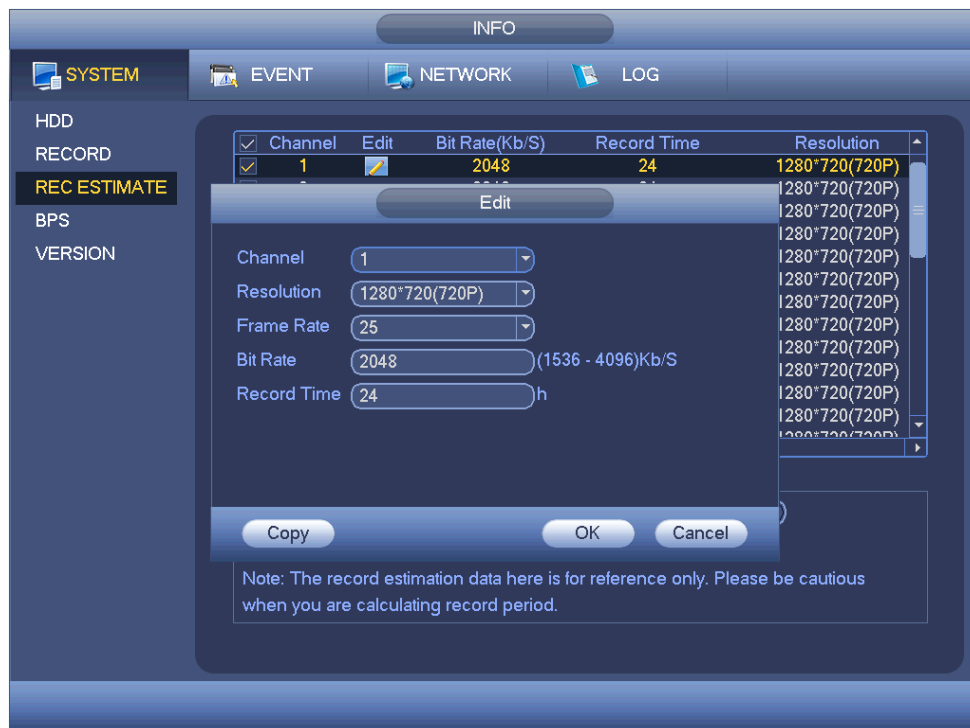 INFO
SYSTEM EVENT NETWORK LOG
HDD
RECORD
REC ESTIMATE
BPS
VERSION
Channel Edit Bit Rate(Kb/S) Record Time Resolution
1 2048 24 1280*720(720P)
1280*720(720P)
1280*720(720P)
1280*720(720P)
1280*720(720P)
1280*720(720P)
1280*720(720P)
1280*720(720P)
1280*720(720P)
1280*720(720P)
1280*720(720P)
1280*720(720P)
1280*720(720P)
Edit
Channel 1
Resolution 1280*720(720P)
Frame Rate 25
Bit Rate 2048 (1536 - 4096)Kb/S
Record Time 24 h
Copy OK Cancel
Note: The record estimation data here is for reference only. Please be cautious
when you are calculating record period.